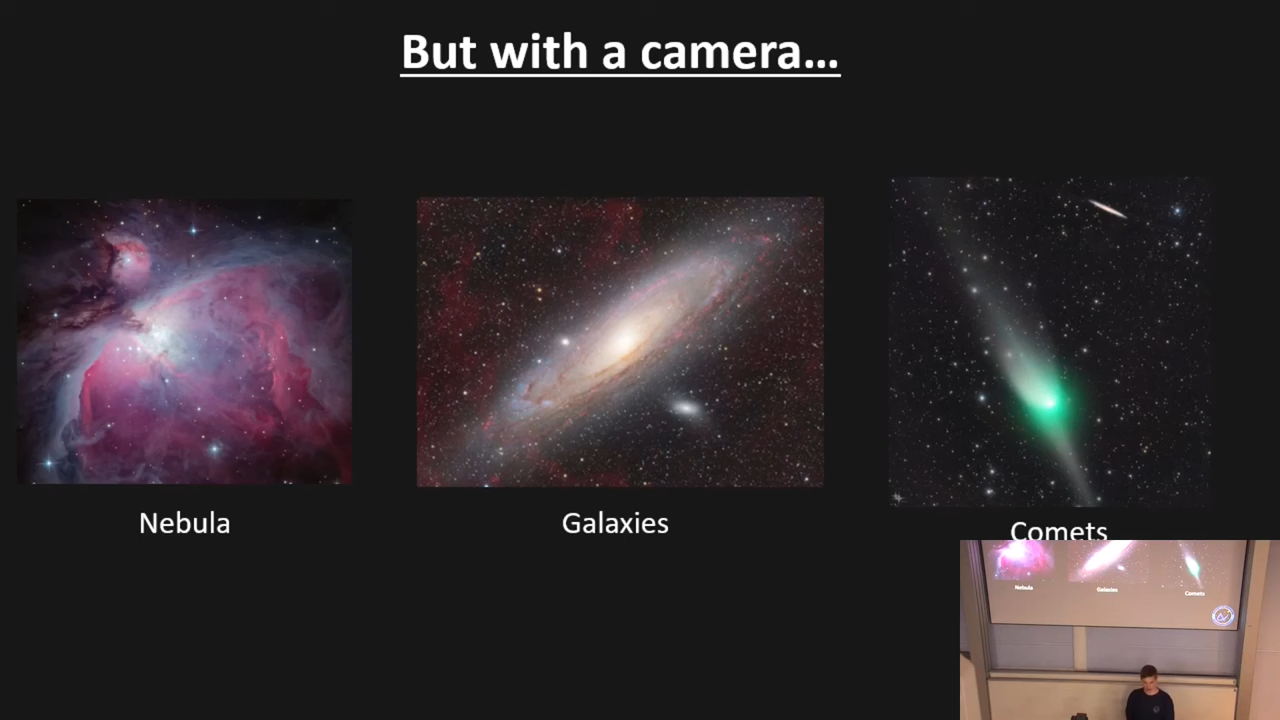 But with a camera...
Nebula
Galaxies
Comets
Nebula
Galaxies
Comets